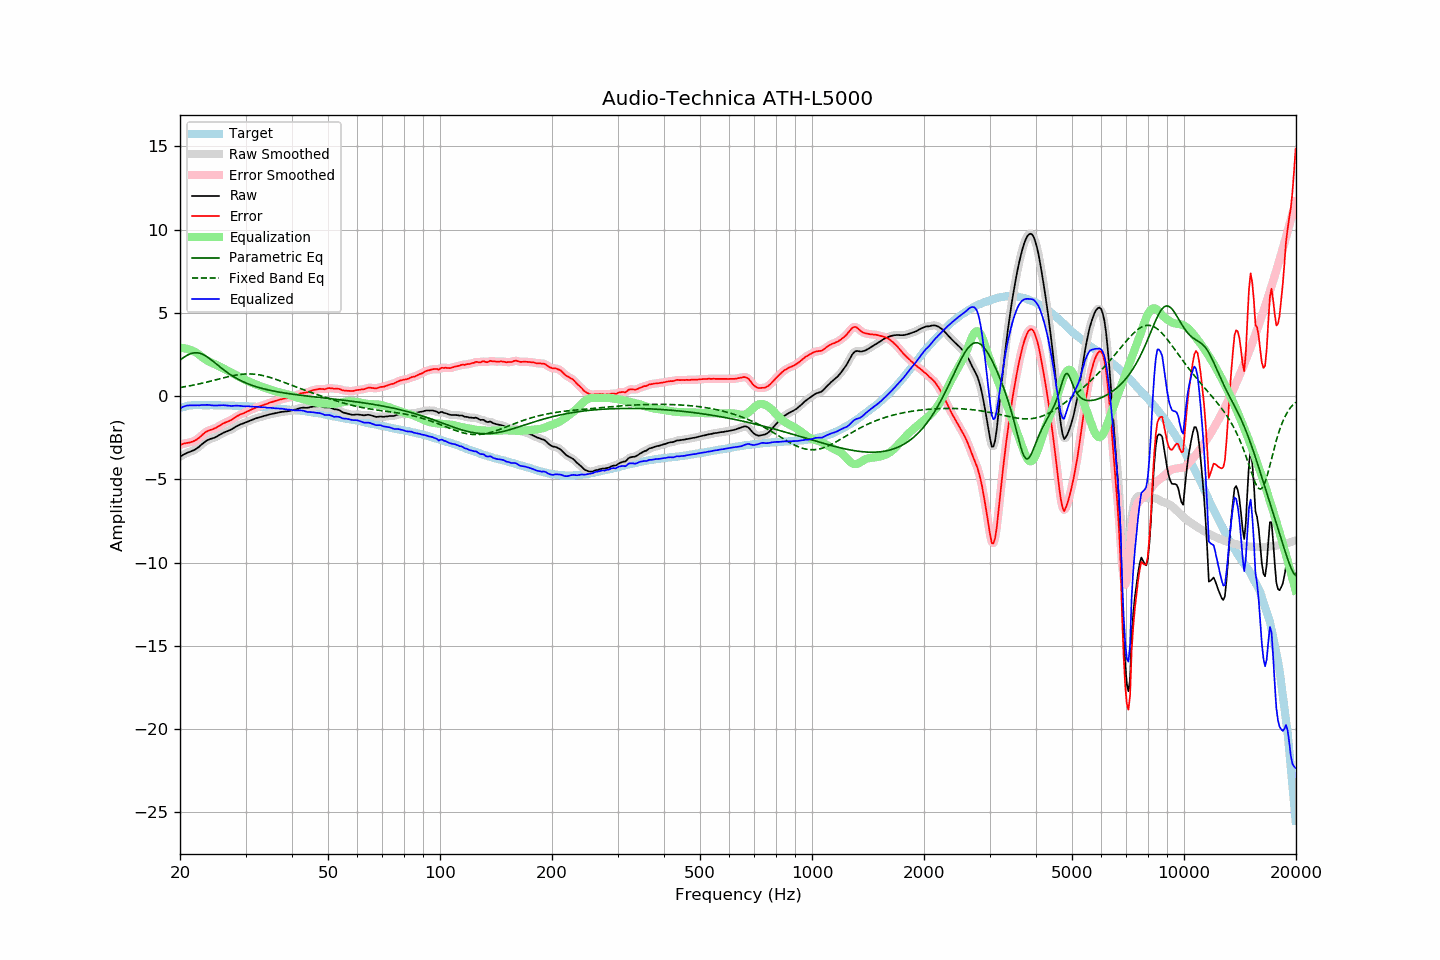 Audio-Technica ATH-L5000
Target
Raw Smoothed
Error Smoothed
Raw
Error
Equalization
Parametric Eq
Fixed Band Eq
Equalized
Amplitude (dBr)
15
10
5
0
−5
−10
−15
−20
−25
20 50 100 200 500 1000 2000 5000 10000 20000
Frequency (Hz)